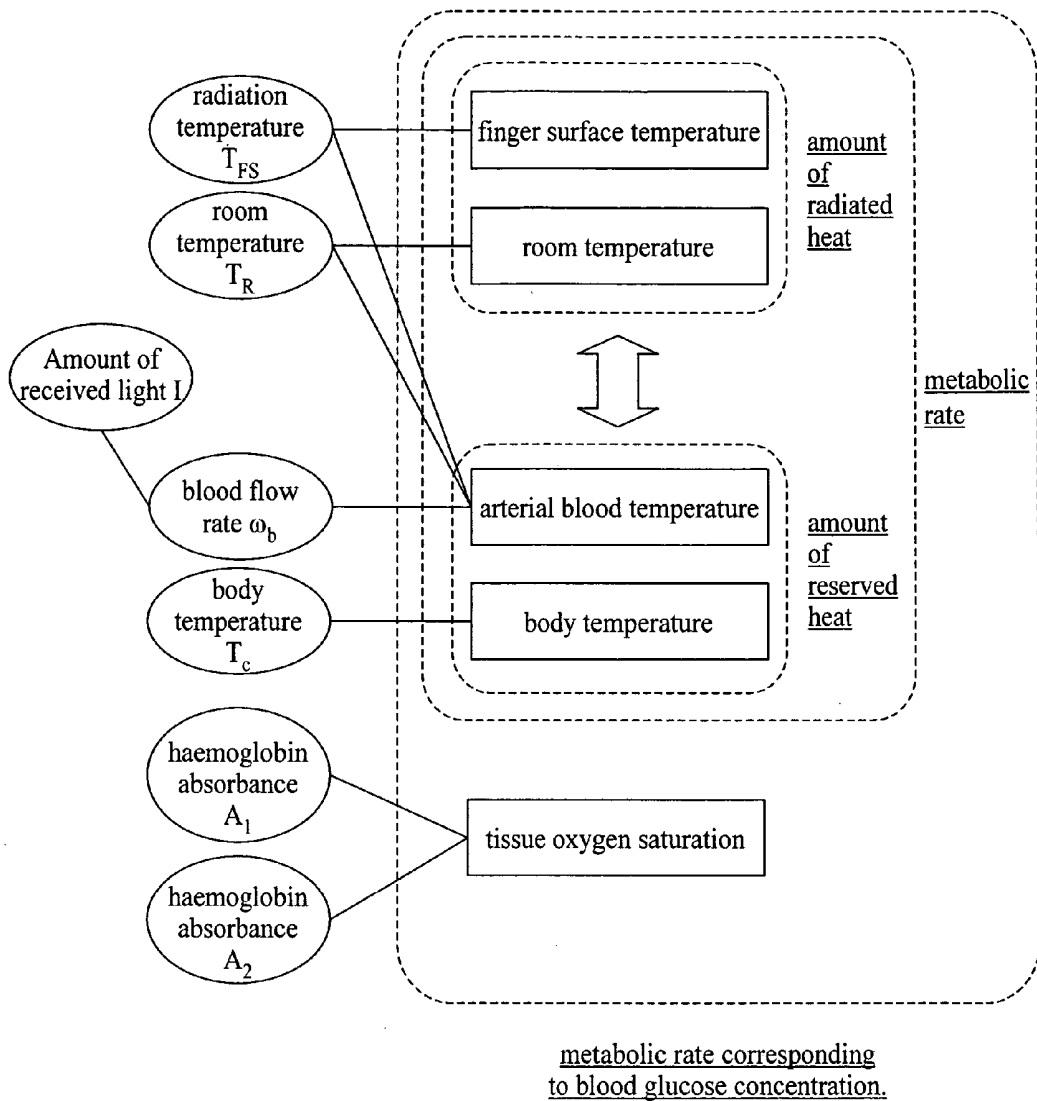 radiation
temperature
T_FS
finger surface temperature
amount
of
radiated
heat
room
temperature
T_R
room temperature
Amount of
received light I
metabolic
rate
blood flow
rate ω_b
arterial blood temperature
amount
of
reserved
heat
body
temperature
T_c
body temperature
haemoglobin
absorbance
A_1
tissue oxygen saturation
haemoglobin
absorbance
A_2
metabolic rate corresponding
to blood glucose concentration.